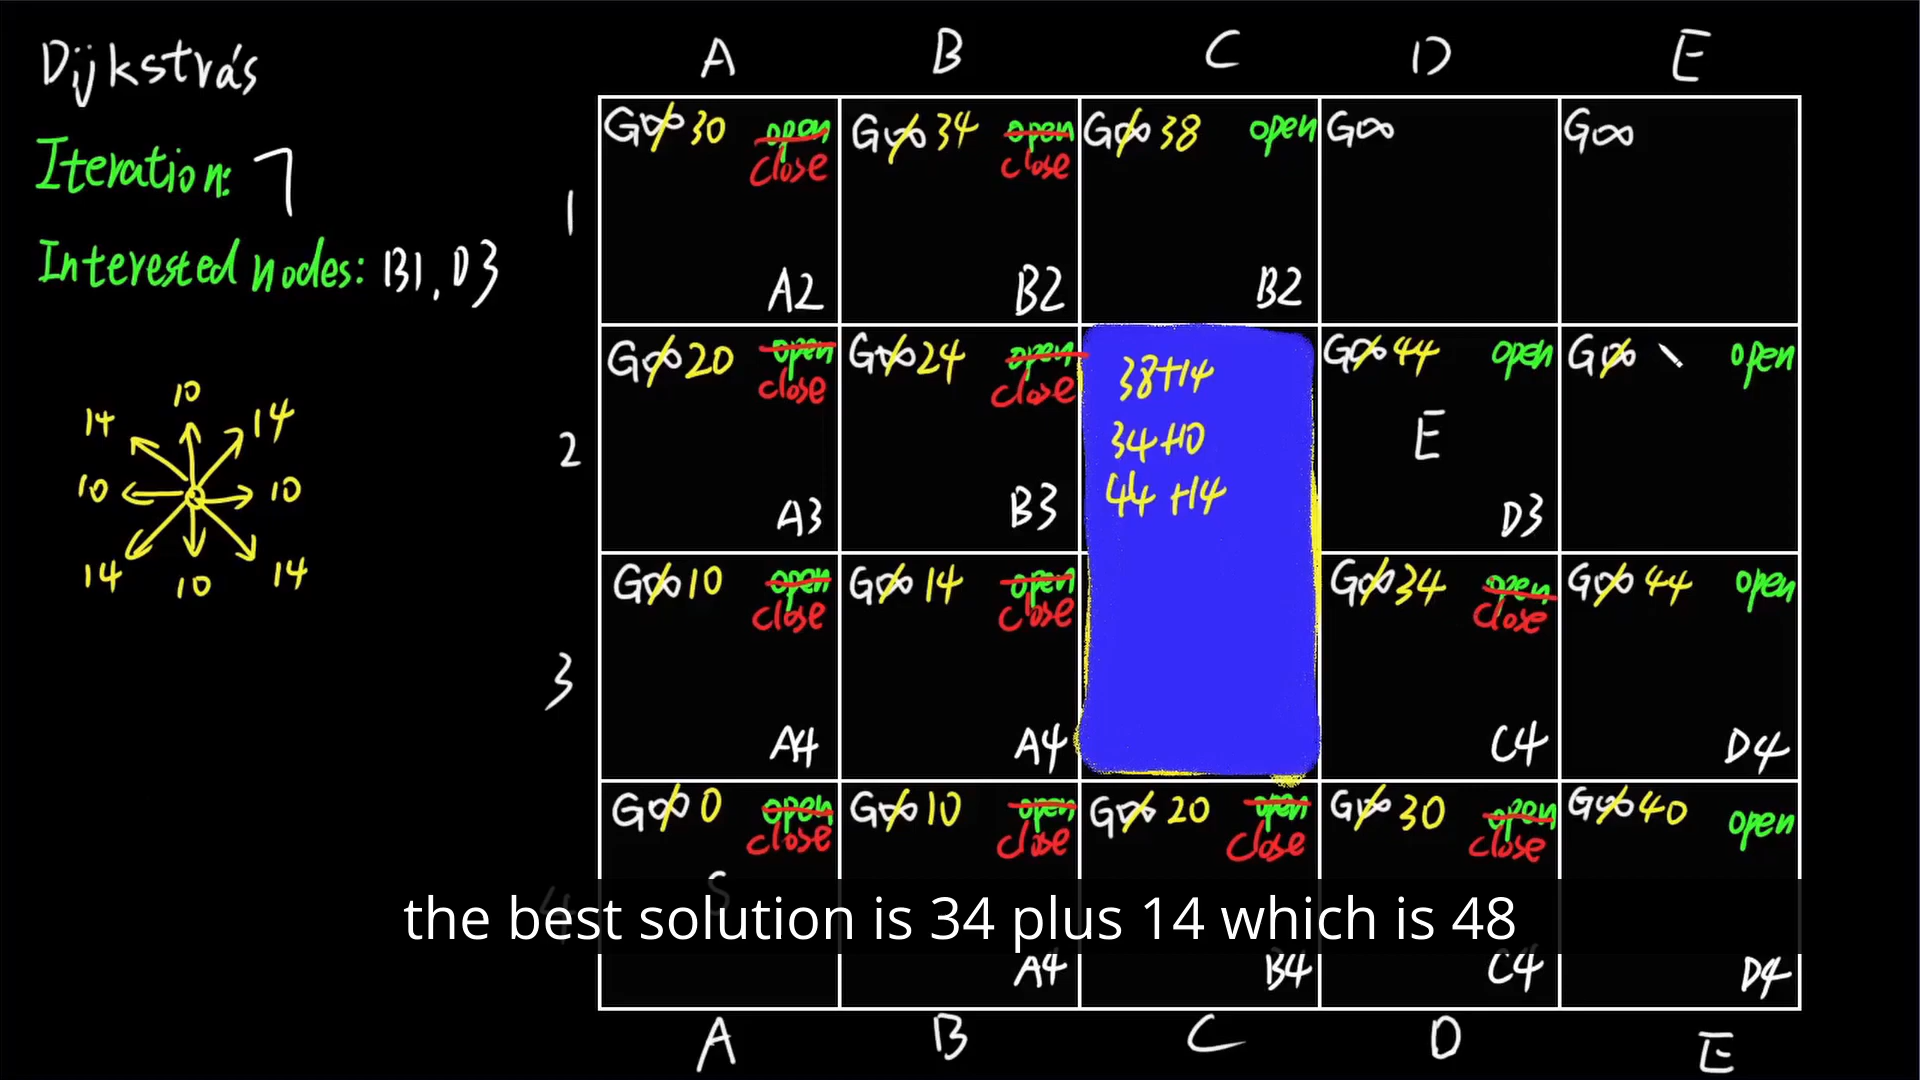 Dijkstra's
Iteration: 7
Interested nodes: B1, D3
10
14 14
10 10
14 10 14
A B C D E
1
G∞ 30 open close A2
G∞ 34 open close B2
G∞ 38 open B2
G∞
G∞
2
G∞ 20 open close A3
G∞ 24 open close B3
38+14
34+10
44+14
G∞ 44 open E D3
G∞ open
3
G∞ 10 open close A4
G∞ 14 open close A4
G∞ 34 open close C4
G∞ 44 open D4
4
G∞ 0 open close S
G∞ 10 open close A4
G∞ 20 open close B4
G∞ 30 open close C4
G∞ 40 open D4
the best solution is 34 plus 14 which is 48
A B C D E